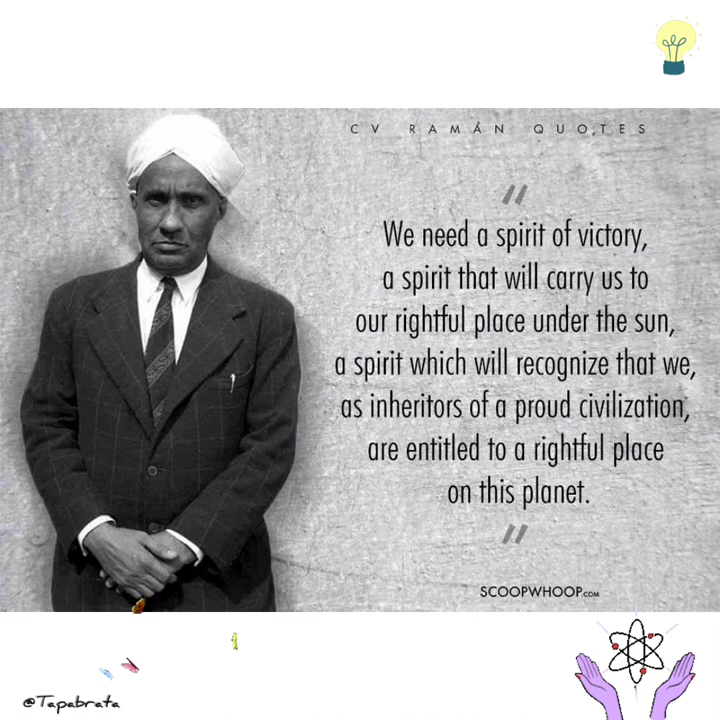 CV RAMÁN QUOTES
"
We need a spirit of victory,
a spirit that will carry us to
our rightful place under the sun,
a spirit which will recognize that we,
as inheritors of a proud civilization,
are entitled to a rightful place
on this planet.
"
SCOOPWHOOP.COM
@Tapabrata